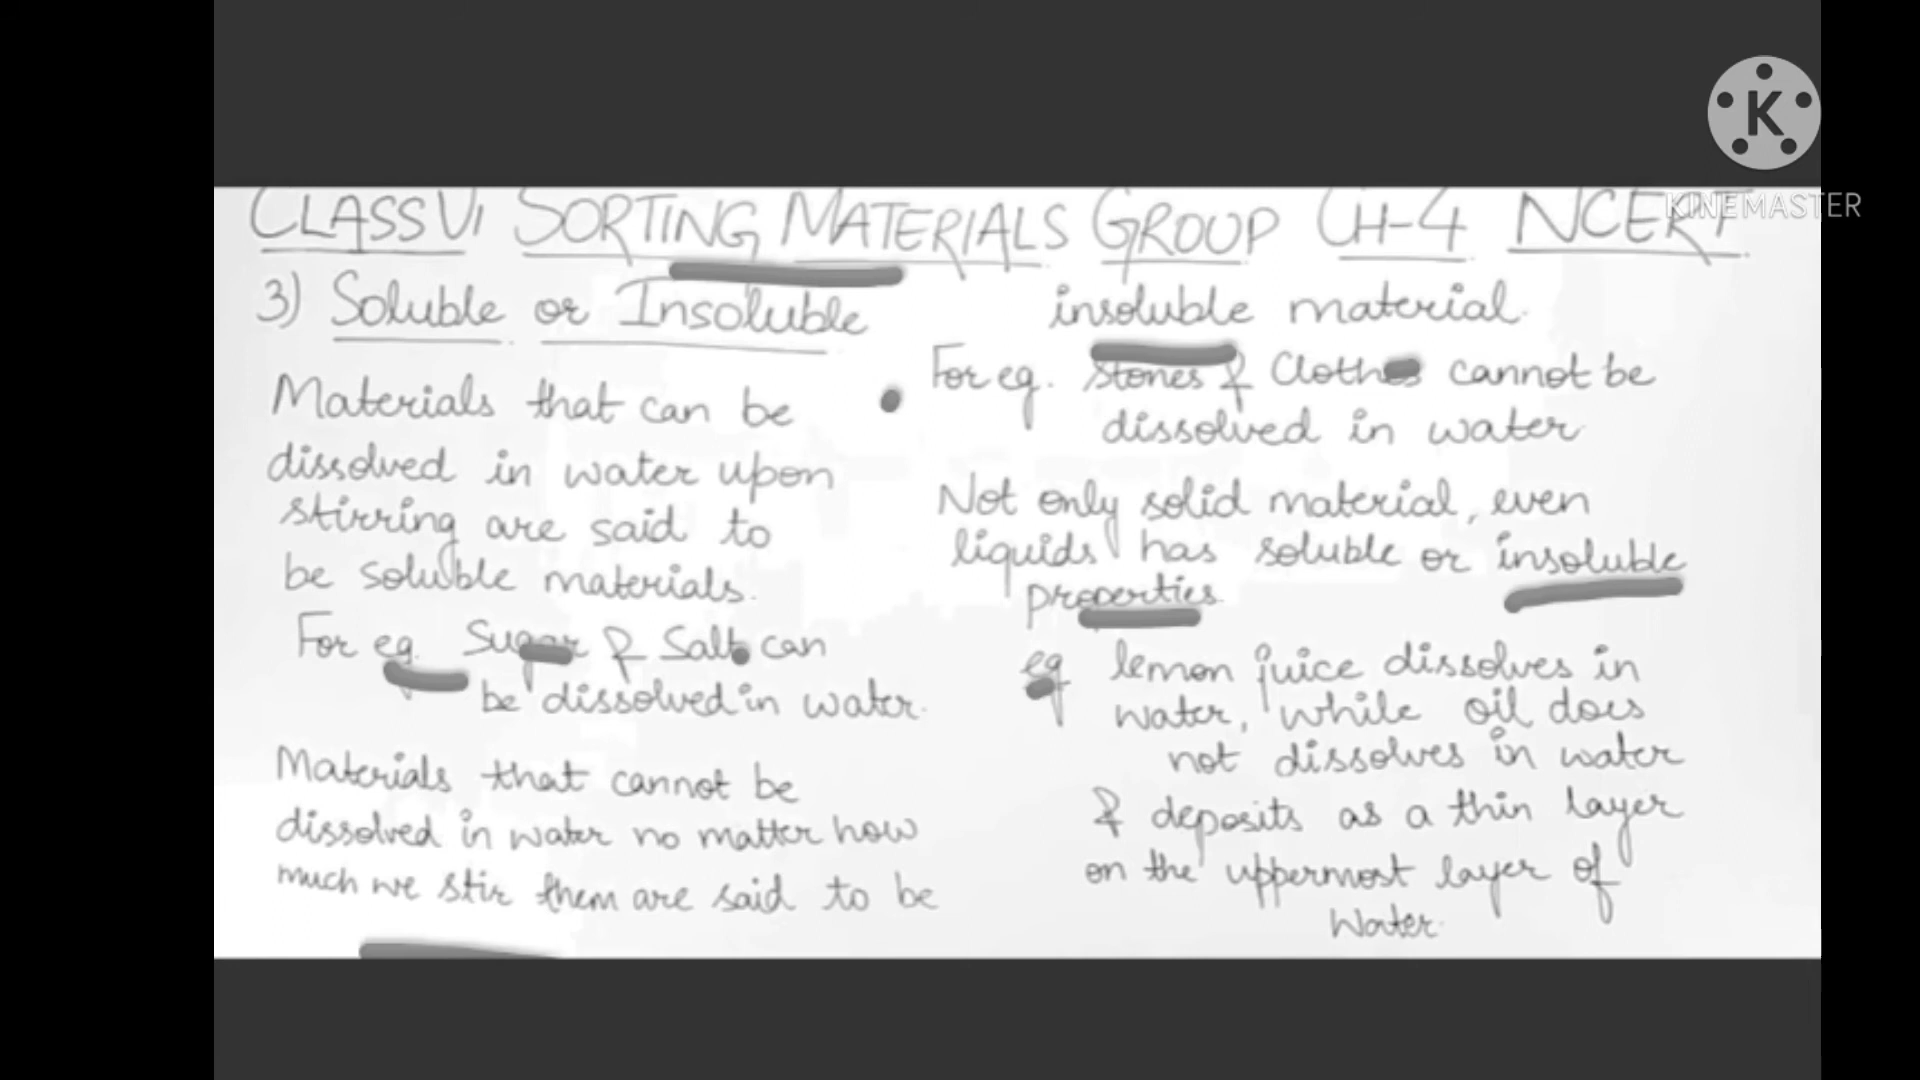 CLASS VI SORTING MATERIALS GROUP CH-4 NCERT
KINEMASTER
K
3) Soluble or Insoluble
Materials that can be
dissolved in water upon
stirring are said to
be soluble materials.
For eg. Sugar & Salt can
be dissolved in water.
Materials that cannot be
dissolved in water no matter how
much we stir them are said to be
insoluble material.
For eg. Stones & Clothes cannot be
dissolved in water
Not only solid material, even
liquids has soluble or insoluble
properties.
eg lemon juice dissolves in
water, while oil does
not dissolves in water
& deposits as a thin layer
on the uppermost layer of
Water.